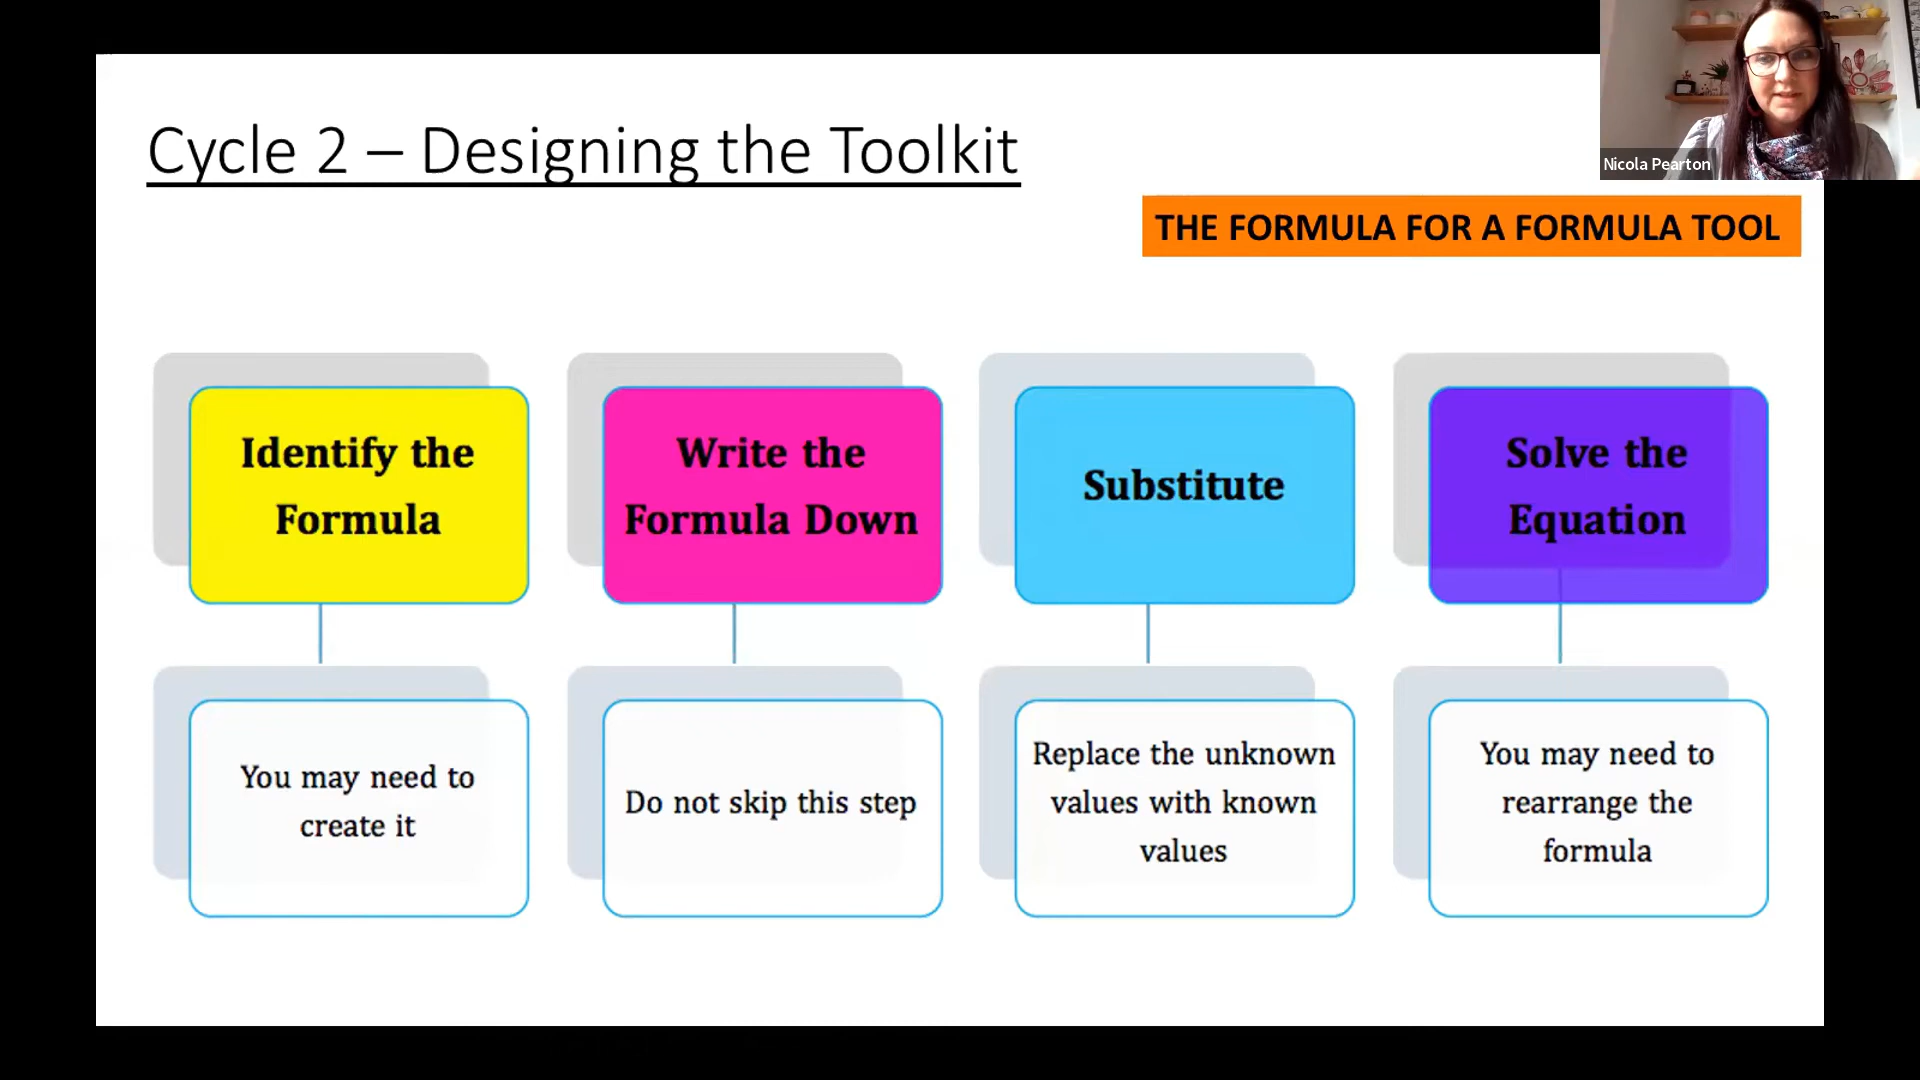 Cycle 2 – Designing the Toolkit
Nicola Pearton
THE FORMULA FOR A FORMULA TOOL
Identify the
Formula
Write the
Formula Down
Substitute
Solve the
Equation
You may need to
create it
Do not skip this step
Replace the unknown
values with known
values
You may need to
rearrange the
formula